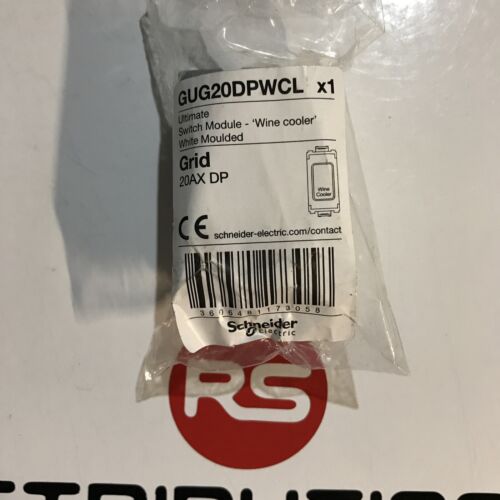 GUG20DPWCL x1
Ultimate
Switch Module - 'Wine cooler'
White Moulded
Grid
20AX DP
Wine
Cooler
CE
schneider-electric.com/contact
3606481173058
Schneider
Electric
RS